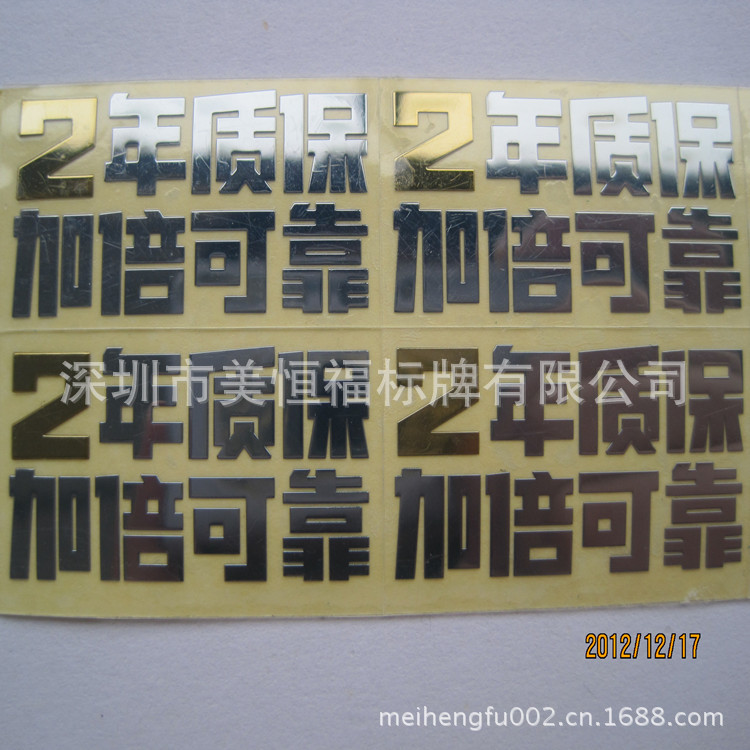 2年质保
加倍可靠
2年质保
加倍可靠
深圳市美恒福标牌有限公司
2年质保
加倍可靠
2年质保
加倍可靠
2012/12/17
meihengfu002.cn.1688.com